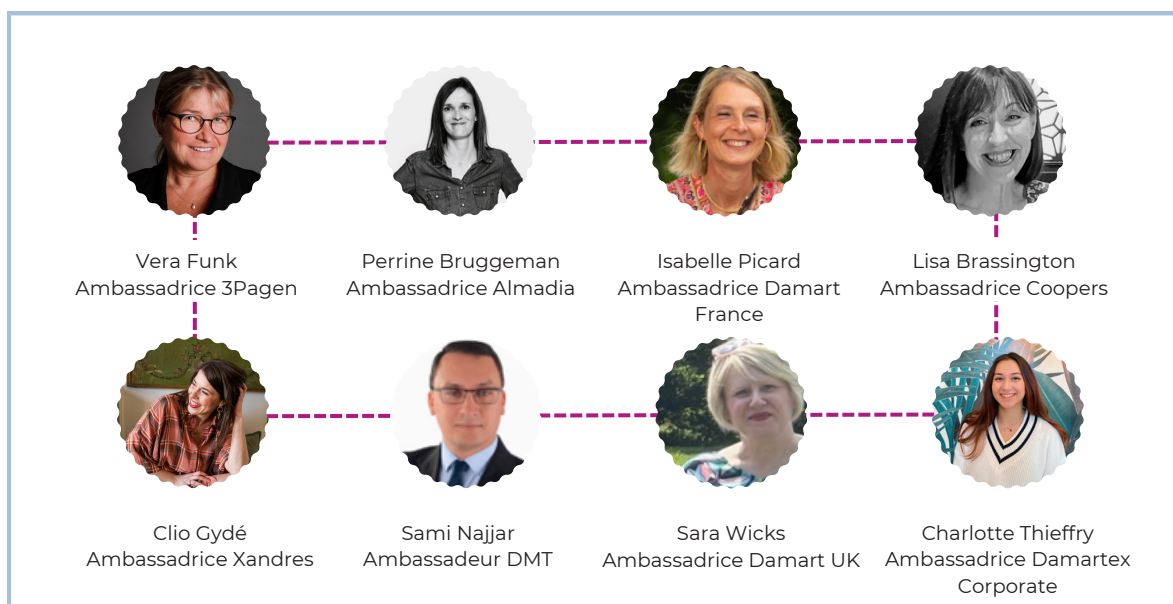 Vera Funk
Ambassadrice 3Pagen
Perrine Bruggeman
Ambassadrice Almadia
Isabelle Picard
Ambassadrice Damart
France
Lisa Brassington
Ambassadrice Coopers
Clio Gydé
Ambassadrice Xandres
Sami Najjar
Ambassadeur DMT
Sara Wicks
Ambassadrice Damart UK
Charlotte Thieffry
Ambassadrice Damartex
Corporate